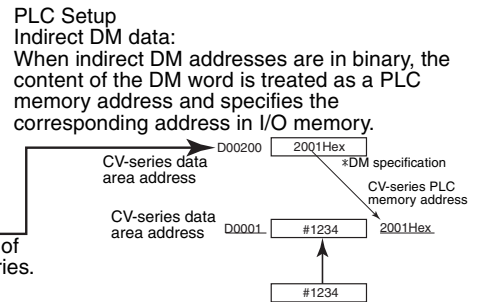 PLC Setup
Indirect DM data:
When indirect DM addresses are in binary, the
content of the DM word is treated as a PLC
memory address and specifies the
corresponding address in I/O memory.
CV-series data
area address
D00200
2001Hex
*DM specification
CV-series PLC
memory address
CV-series data
area address
D0001
#1234
2001Hex
of
ries.
#1234